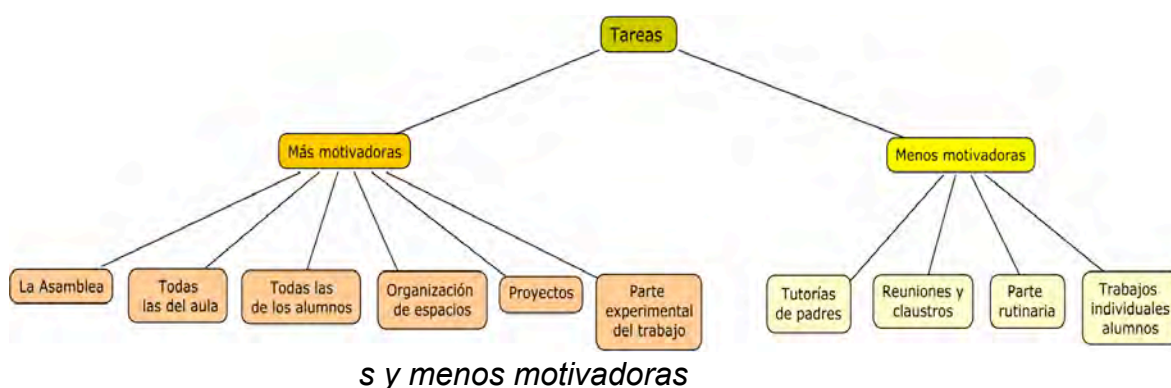 Tareas
Más motivadoras
Menos motivadoras
La Asamblea
Todas
las del aula
Todas las
de los alumnos
Organización
de espacios
Proyectos
Parte
experimental
del trabajo
Tutorías
de padres
Reuniones y
claustros
Parte
rutinaria
Trabajos
individuales
alumnos
s y menos motivadoras